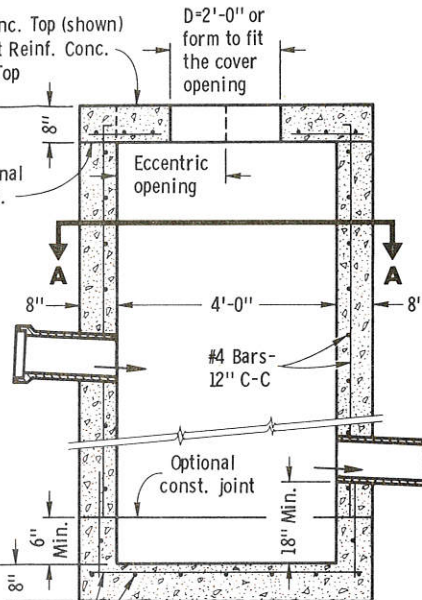 nc. Top (shown)
t Reinf. Conc.
Top
D=2'-0" or
form to fit
the cover
opening
8"
nal
Eccentric
opening
A
A
8"
4'-0"
8"
#4 Bars-
12" C-C
Optional
const. joint
6"
Min.
18" Min.
8"